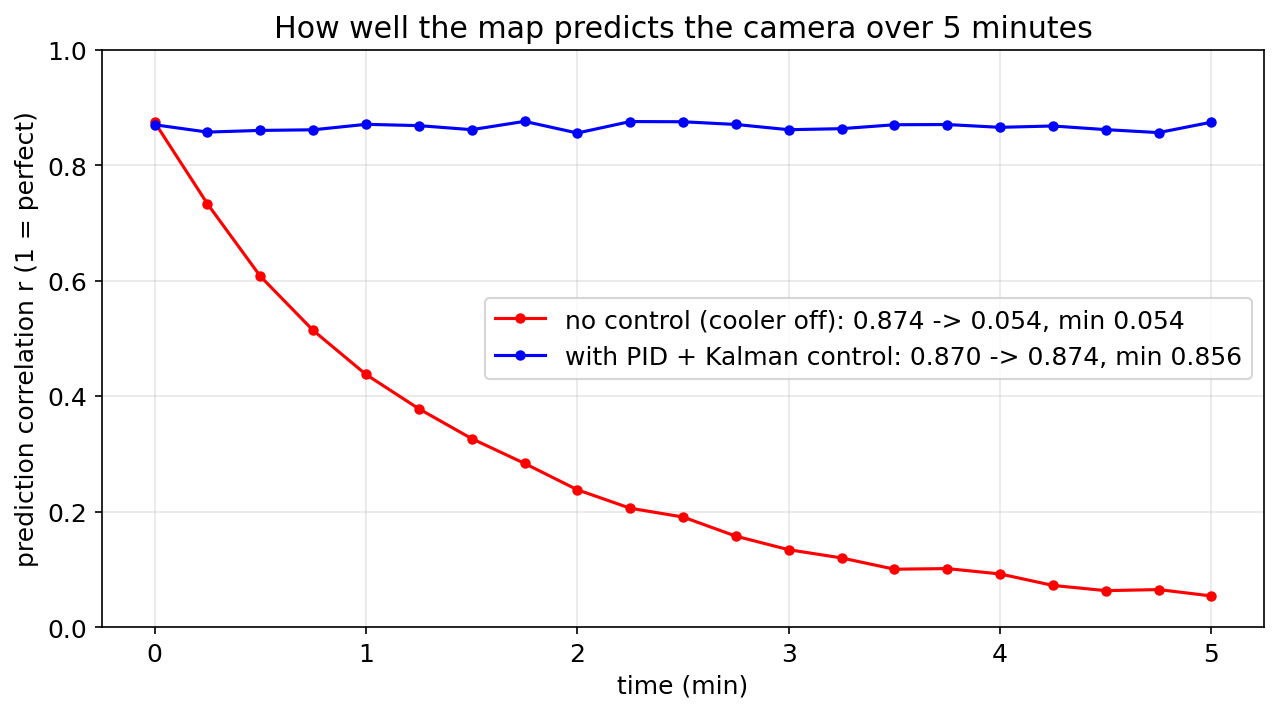 How well the map predicts the camera over 5 minutes
prediction correlation r (1 = perfect)
1.0
0.8
0.6
0.4
0.2
0.0
no control (cooler off): 0.874 -> 0.054, min 0.054
with PID + Kalman control: 0.870 -> 0.874, min 0.856
0 1 2 3 4 5
time (min)